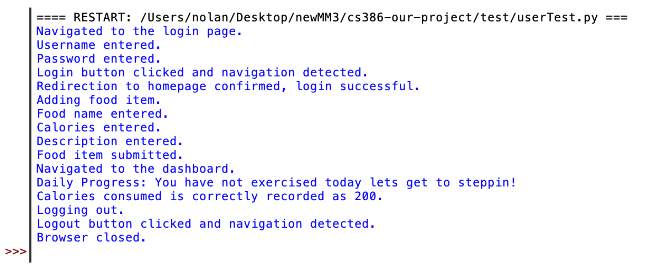 ==== RESTART: /Users/nolan/Desktop/newMM3/cs386-our-project/test/userTest.py ===
Navigated to the login page.
Username entered.
Password entered.
Login button clicked and navigation detected.
Redirection to homepage confirmed, login successful.
Adding food item.
Food name entered.
Calories entered.
Description entered.
Food item submitted.
Navigated to the dashboard.
Daily Progress: You have not exercised today lets get to steppin!
Calories consumed is correctly recorded as 200.
Logging out.
Logout button clicked and navigation detected.
Browser closed.
>>>